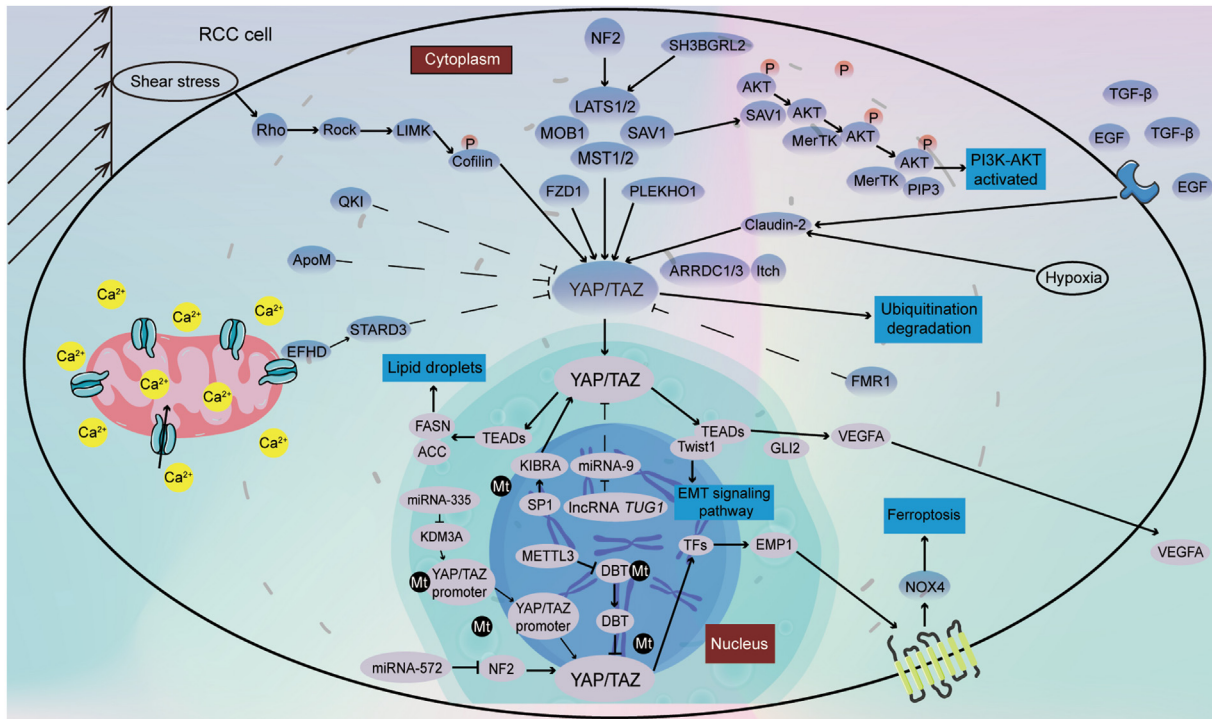 RCC cell
Cytoplasm
NF2
SH3BGRL2
Shear stress
Rho
Rock
LIMK
P
Cofilin
LATS1/2
MOB1
SAV1
MST1/2
FZD1
PLEKHO1
SAV1
P
AKT
P
AKT
MerTK
P
AKT
P
AKT
MerTK
PIP3
PI3K-AKT
activated
TGF-β
EGF
TGF-β
EGF
QKI
ApoM
Claudin-2
Hypoxia
ARRDC1/3
Itch
YAP/TAZ
Ubiquitination
degradation
Ca²⁺
Ca²⁺
Ca²⁺
Ca²⁺
Ca²⁺
Ca²⁺
Ca²⁺
Ca²⁺
Ca²⁺
Ca²⁺
EFHD
STARD3
FMR1
Lipid droplets
YAP/TAZ
FASN
ACC
TEADs
TEADs
Twist1
GLI2
VEGFA
VEGFA
KIBRA
miRNA-9
Mt
SP1
lncRNA TUG1
EMT signaling
pathway
miRNA-335
KDM3A
Mt
YAP/TAZ
promoter
METTL3
DBT
Mt
TFs
EMP1
Ferroptosis
NOX4
YAP/TAZ
promoter
Mt
DBT
Mt
Nucleus
miRNA-572
NF2
YAP/TAZ